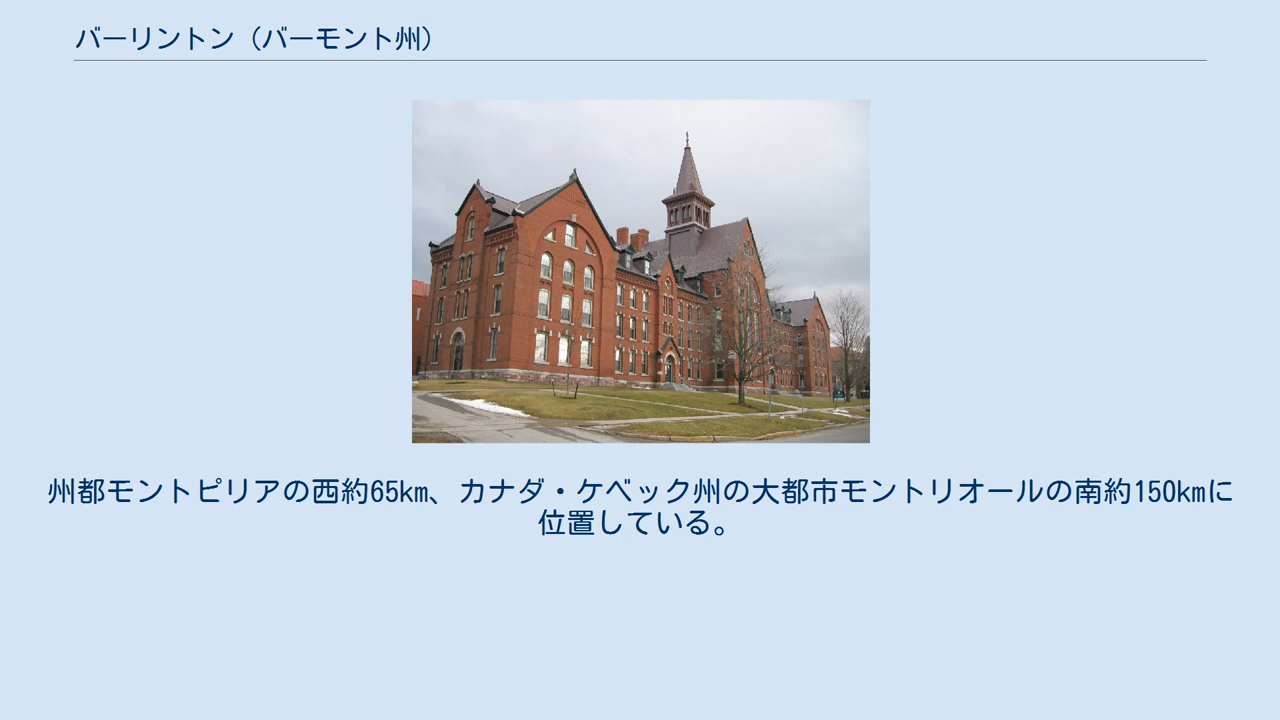 バーリントン（バーモント州）
州都モントピリアの西約65km、カナダ・ケベック州の大都市モントリオールの南約150kmに
位置している。